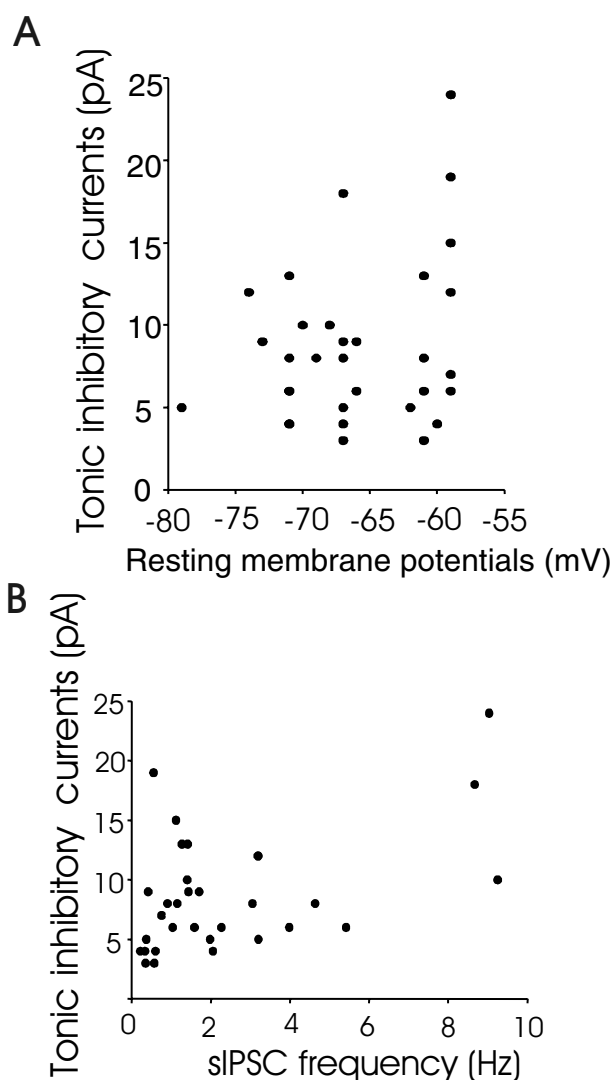 A
Tonic inhibitory currents (pA)
25
20
15
10
5
0
-80 -75 -70 -65 -60 -55
Resting membrane potentials (mV)
B
Tonic inhibitory currents (pA)
25
20
15
10
5
0 2 4 6 8 10
sIPSC frequency (Hz)